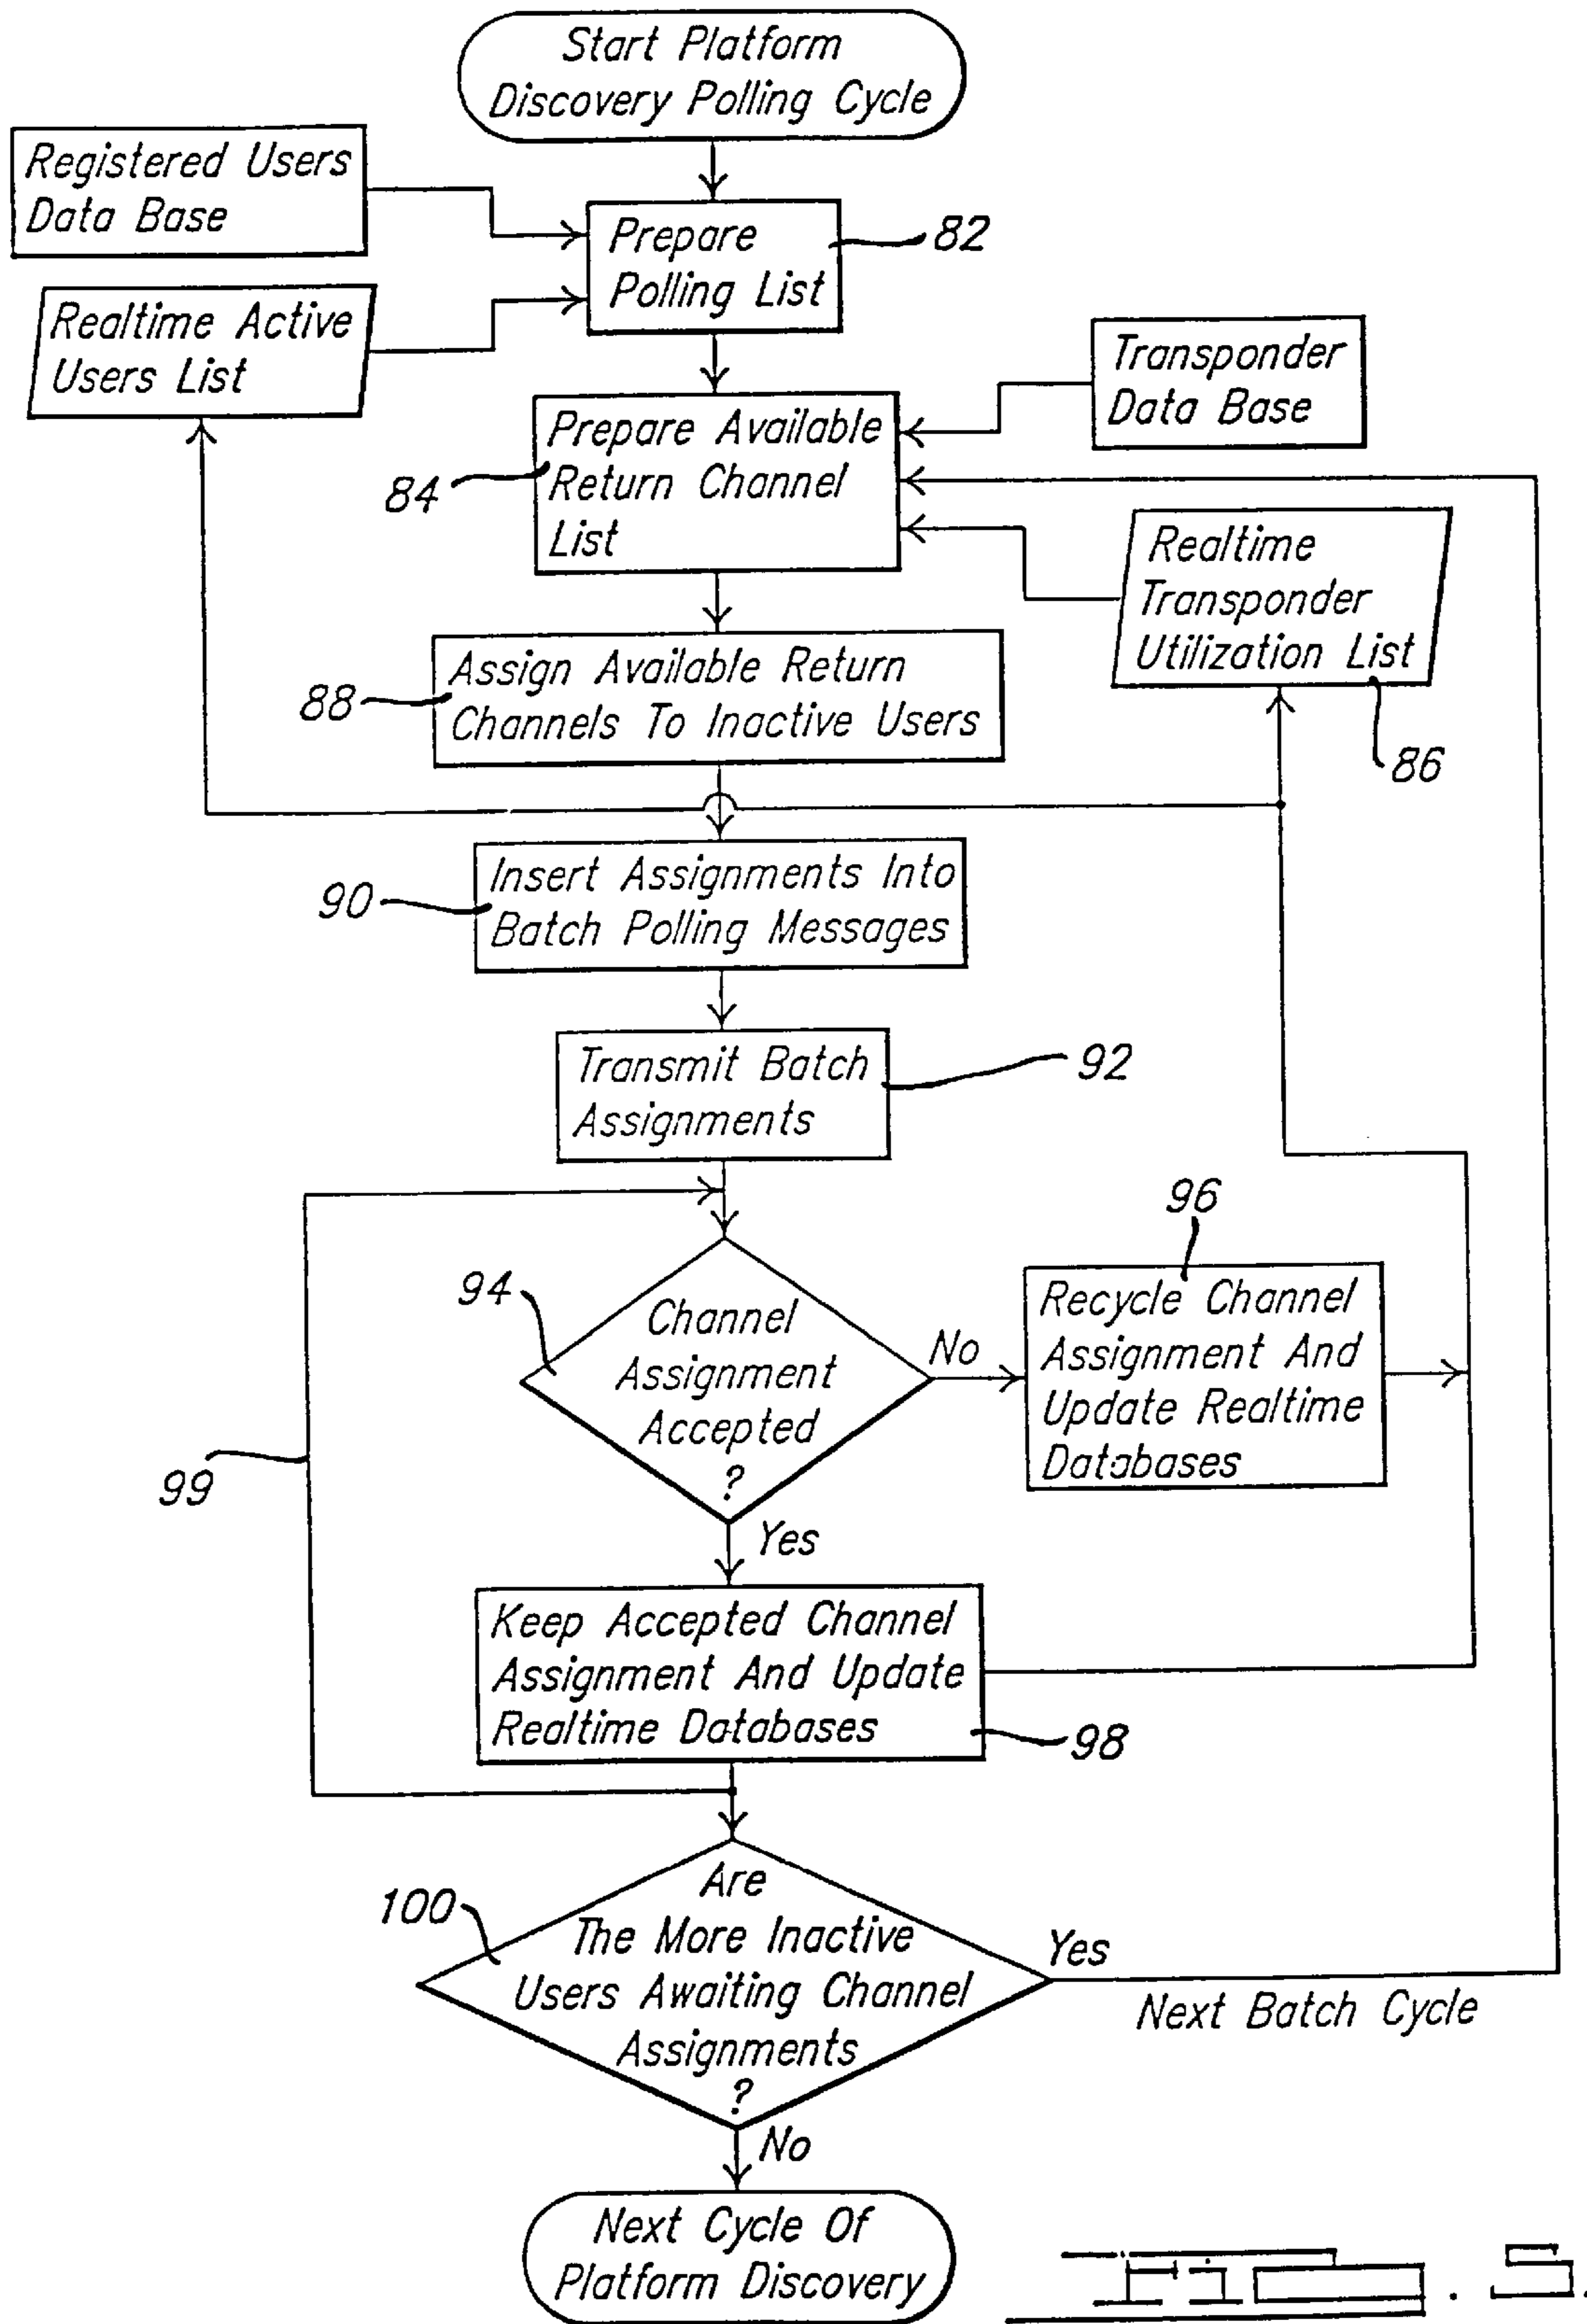 Start Platform
Discovery Polling Cycle
Registered Users
Data Base
Prepare
Polling List
82
Realtime Active
Users List
Transponder
Data Base
Prepare Available
Return Channel
List
84
Realtime
Transponder
Utilization List
86
Assign Available Return
Channels To Inactive Users
88
Insert Assignments Into
Batch Polling Messages
90
Transmit Batch
Assignments
92
94
Channel
Assignment
Accepted
?
No
96
Recycle Channel
Assignment And
Update Realtime
Databases
99
Yes
Keep Accepted Channel
Assignment And Update
Realtime Databases
98
100
Are
The More Inactive
Users Awaiting Channel
Assignments
?
Yes
Next Batch Cycle
No
Next Cycle Of
Platform Discovery
FIG. 5.